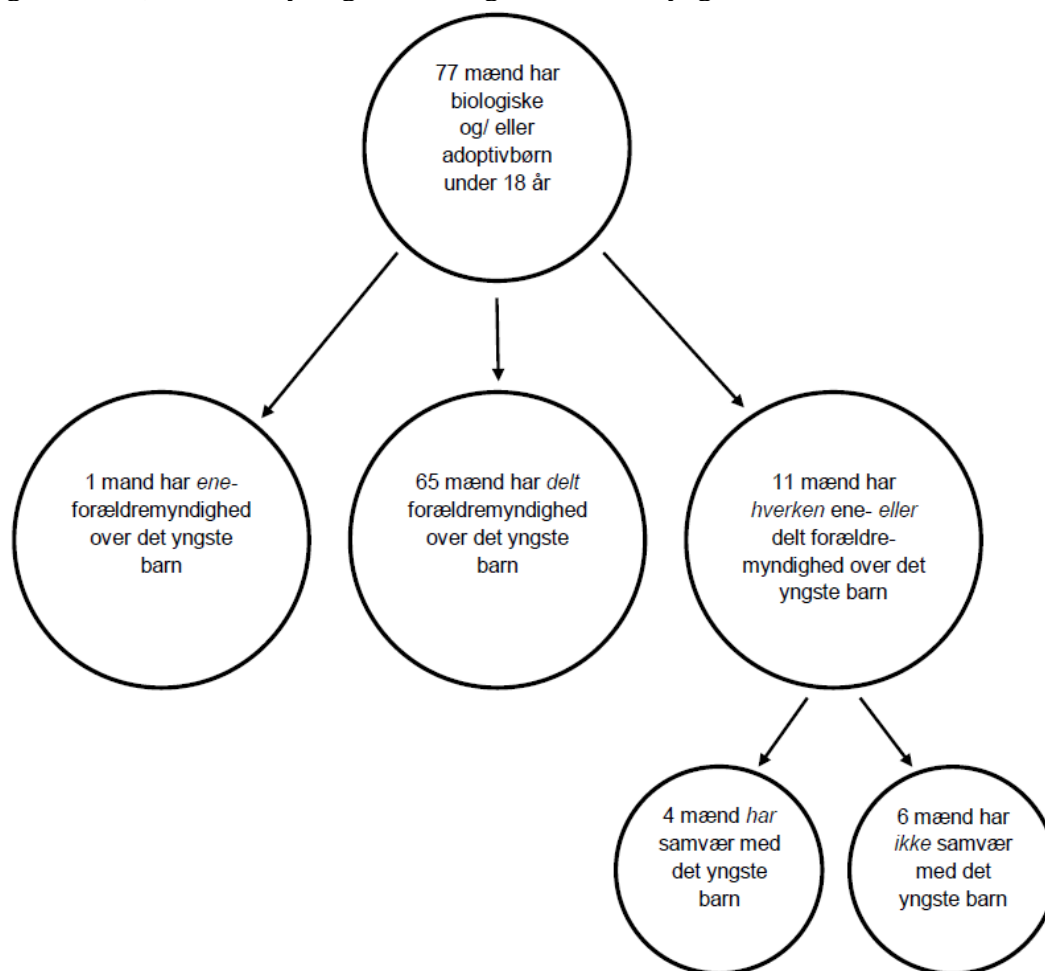 77 mænd har
biologiske
og/ eller
adoptivbørn
under 18 år
1 mand har ene-
forældremyndighed
over det yngste
barn
65 mænd har delt
forældremyndighed
over det yngste
barn
11 mænd har
hverken ene- eller
delt forældre-
myndighed over det
yngste barn
4 mænd har
samvær med
det yngste
barn
6 mænd har
ikke samvær
med det
yngste barn